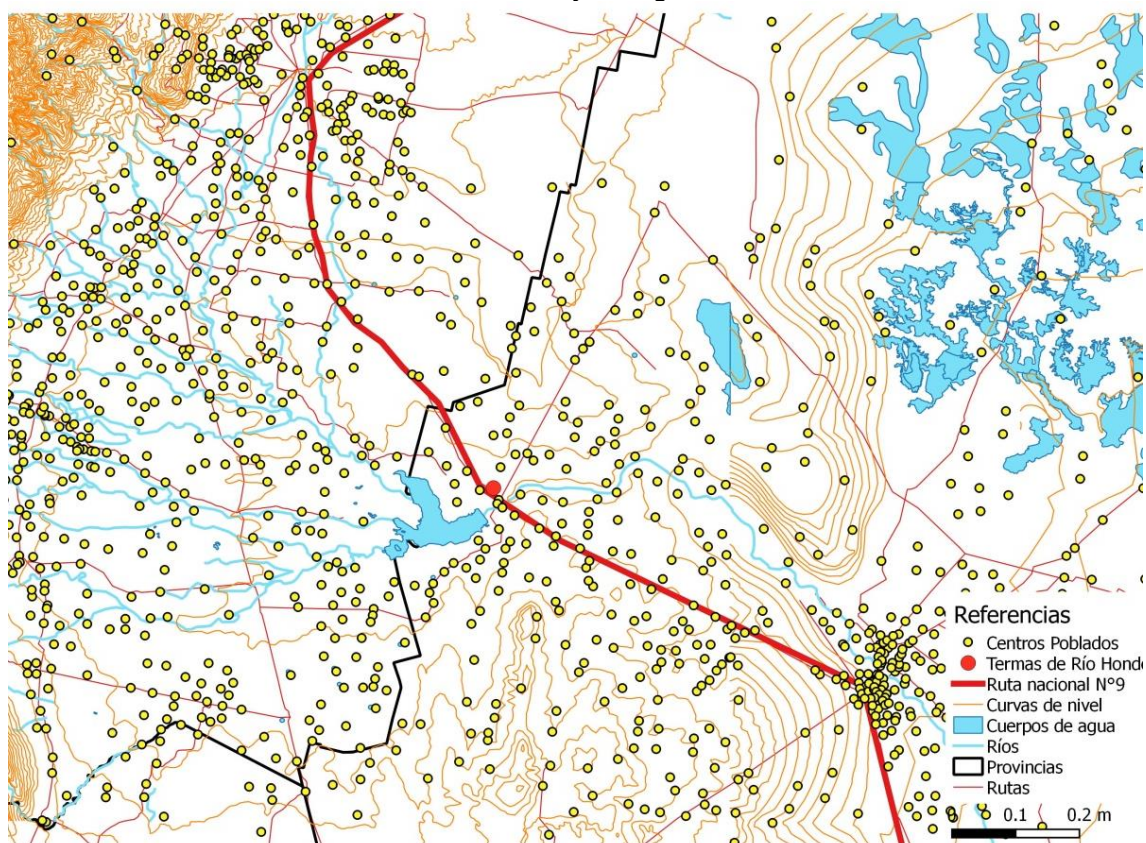 Referencias
Centros Poblados
Termas de Río Hondo
Ruta nacional N°9
Curvas de nivel
Cuerpos de agua
Ríos
Provincias
Rutas
0.1 0.2 m